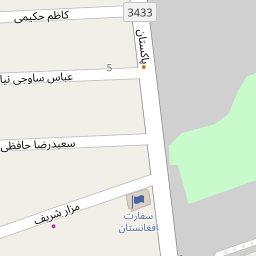 3433
کاظم حکیمی
پاکستان
5
عباس ساوجی نیا
سعیدرضا حافظی
مزار شریف
سفارت
افغانستان